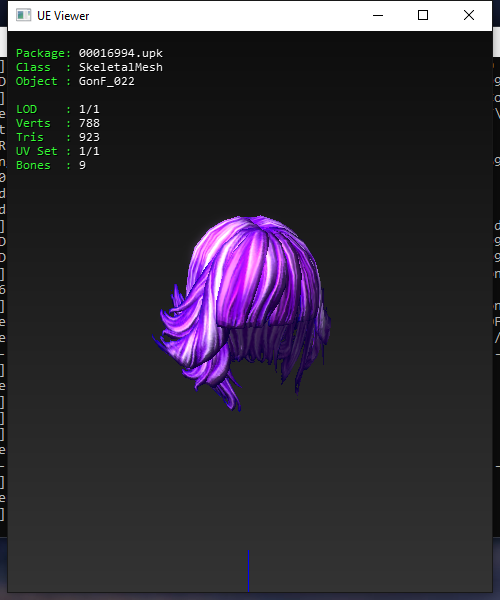 UE Viewer
Package: 00016994.upk
Class : SkeletalMesh
Object : GonF_022
LOD : 1/1
Verts : 788
Tris : 923
UV Set : 1/1
Bones : 9